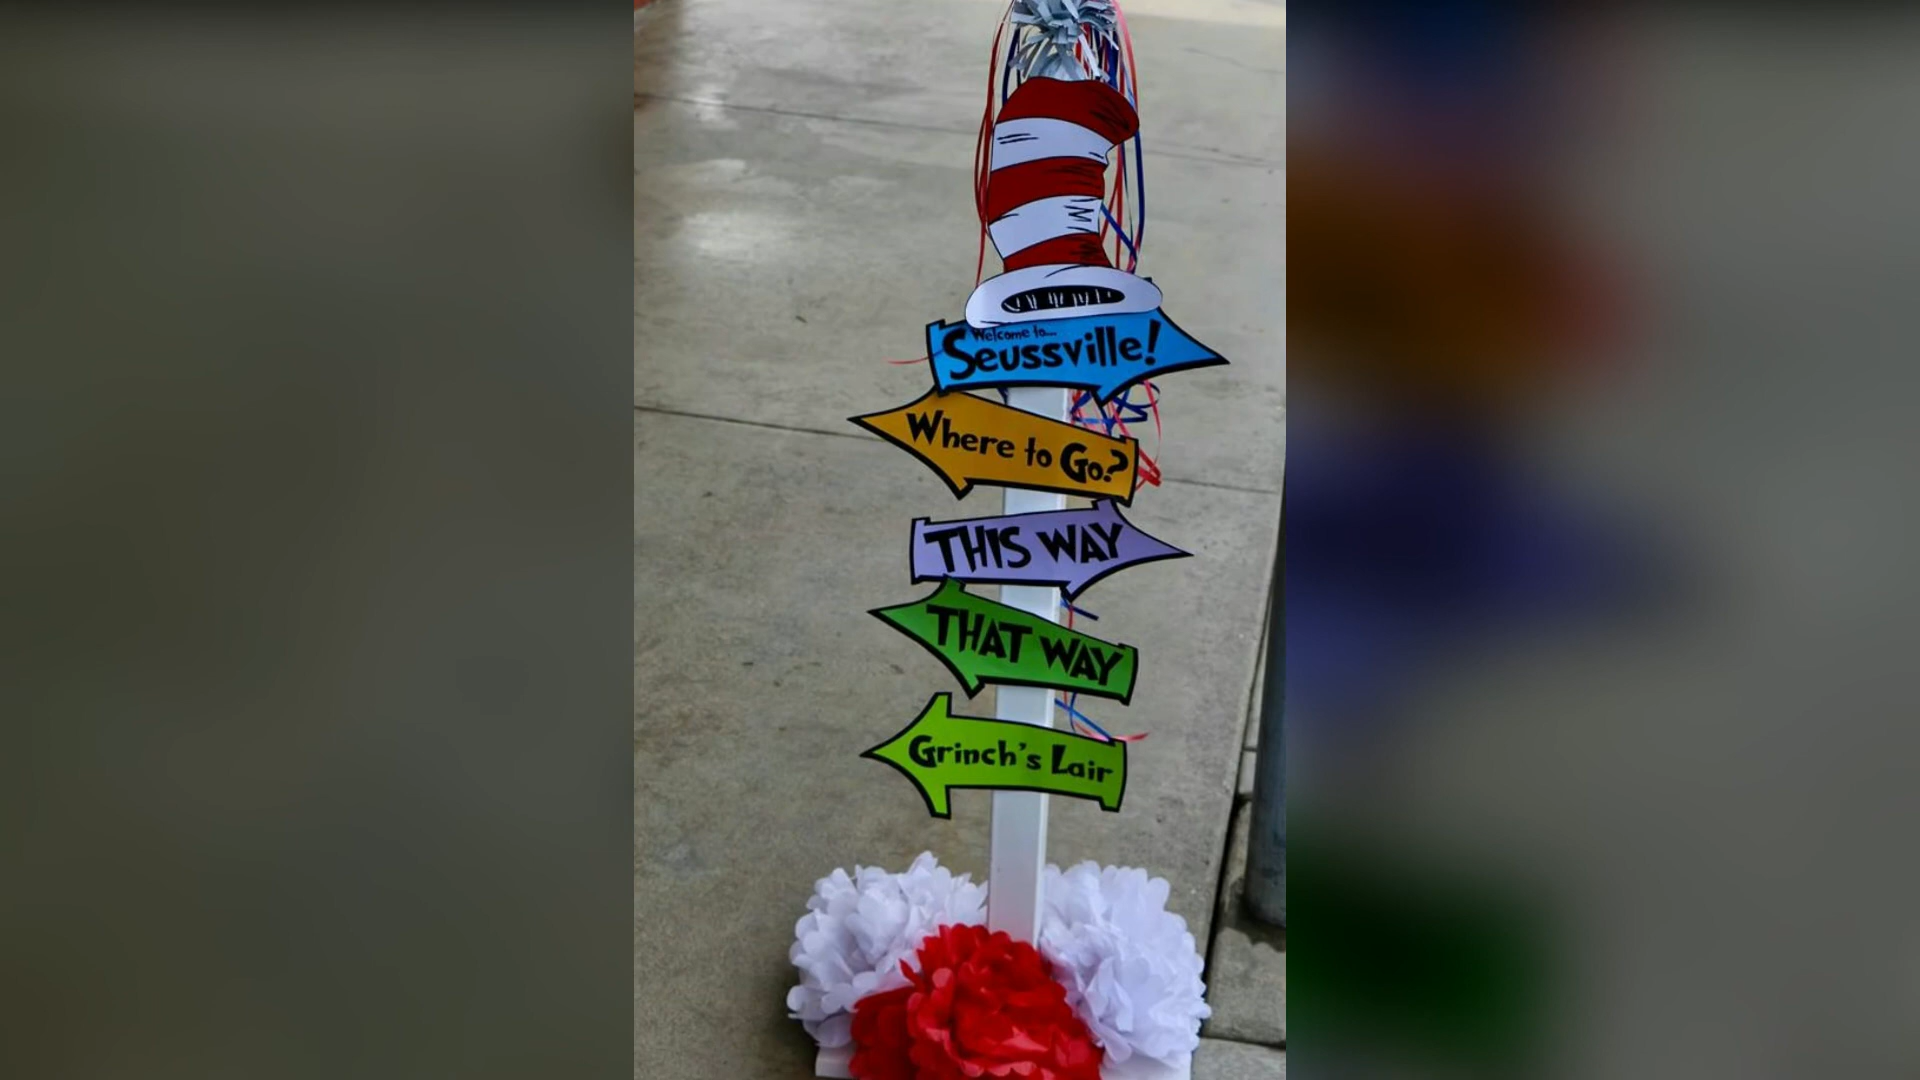 Welcome to...
Seussville!
Where to Go?
THIS WAY
THAT WAY
Grinch's Lair